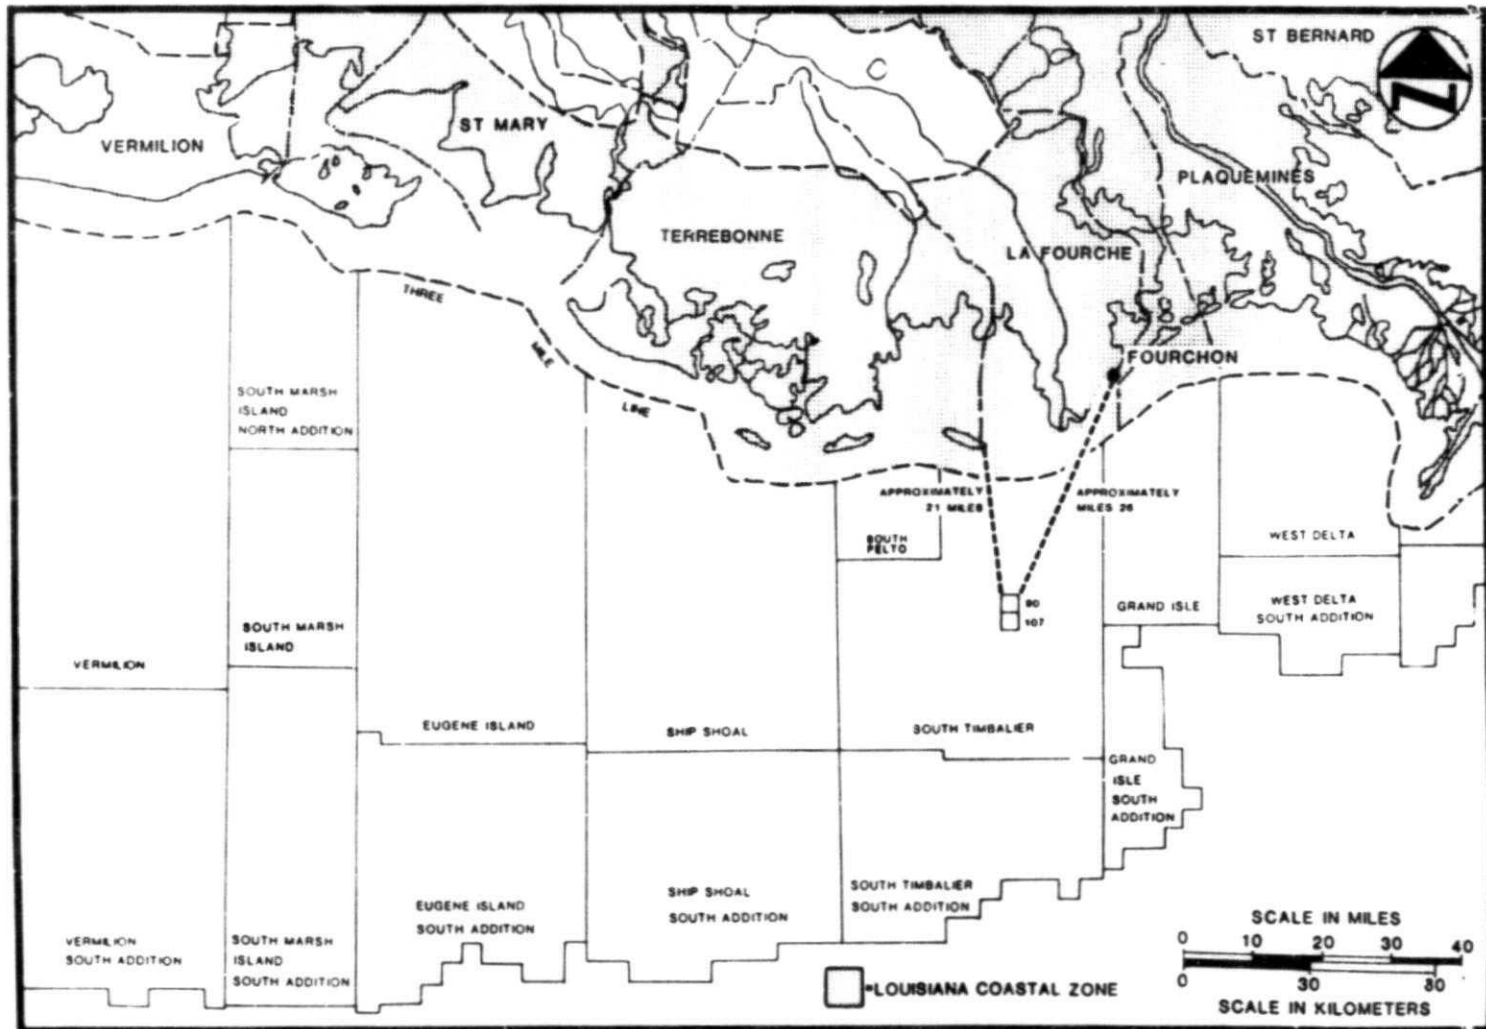 ST BERNARD
N
VERMILION
ST MARY
PLAQUEMINES
TERREBONNE
LA FOURCHE
THREE
MILE
LINE
FOURCHON
SOUTH MARSH
ISLAND
NORTH ADDITION
APPROXIMATELY
21 MILES
APPROXIMATELY
MILES 26
SOUTH
PELTO
WEST DELTA
90
107
GRAND ISLE
WEST DELTA
SOUTH ADDITION
SOUTH MARSH
ISLAND
VERMILION
EUGENE ISLAND
SHIP SHOAL
SOUTH TIMBALIER
GRAND
ISLE
SOUTH
ADDITION
EUGENE ISLAND
SOUTH ADDITION
SHIP SHOAL
SOUTH ADDITION
SOUTH TIMBALIER
SOUTH ADDITION
VERMILION
SOUTH ADDITION
SOUTH MARSH
ISLAND
SOUTH ADDITION
=LOUISIANA COASTAL ZONE
SCALE IN MILES
0 10 20 30 40
0 30
SCALE IN KILOMETERS